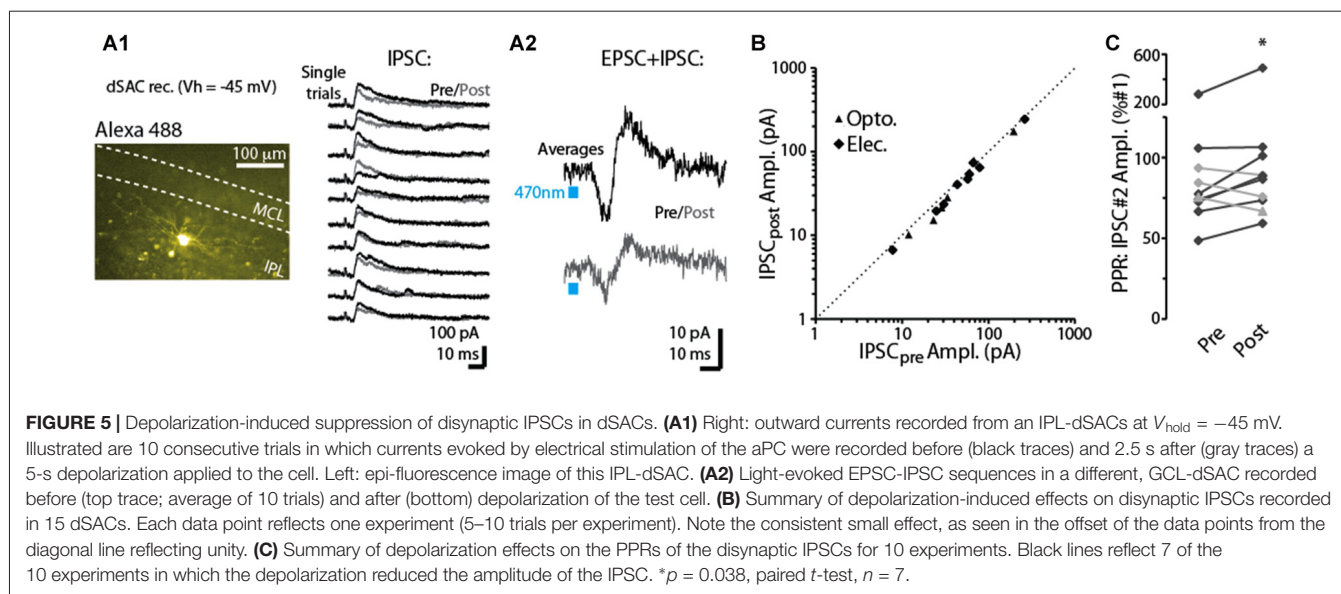 A1
dSAC rec. (Vh = -45 mV)
Alexa 488
100 µm
MCL
IPL
IPSC:
Single
trials
Pre/Post
100 pA
10 ms
A2
EPSC+IPSC:
Averages
470nm
Pre/Post
10 pA
10 ms
B
1000
100
10
1
IPSCpost Ampl. (pA)
Opto.
Elec.
1 10 100 1000
IPSCpre Ampl. (pA)
C
*
600
200
100
50
0
PPR: IPSC#2 Ampl. (%#1)
Pre
Post
FIGURE 5 | Depolarization-induced suppression of disynaptic IPSCs in dSACs. (A1) Right: outward currents recorded from an IPL-dSACs at Vhold = −45 mV.
Illustrated are 10 consecutive trials in which currents evoked by electrical stimulation of the aPC were recorded before (black traces) and 2.5 s after (gray traces) a
5-s depolarization applied to the cell. Left: epi-fluorescence image of this IPL-dSAC. (A2) Light-evoked EPSC-IPSC sequences in a different, GCL-dSAC recorded
before (top trace; average of 10 trials) and after (bottom) depolarization of the test cell. (B) Summary of depolarization-induced effects on disynaptic IPSCs recorded
in 15 dSACs. Each data point reflects one experiment (5–10 trials per experiment). Note the consistent small effect, as seen in the offset of the data points from the
diagonal line reflecting unity. (C) Summary of depolarization effects on the PPRs of the disynaptic IPSCs for 10 experiments. Black lines reflect 7 of the
10 experiments in which the depolarization reduced the amplitude of the IPSC. *p = 0.038, paired t-test, n = 7.